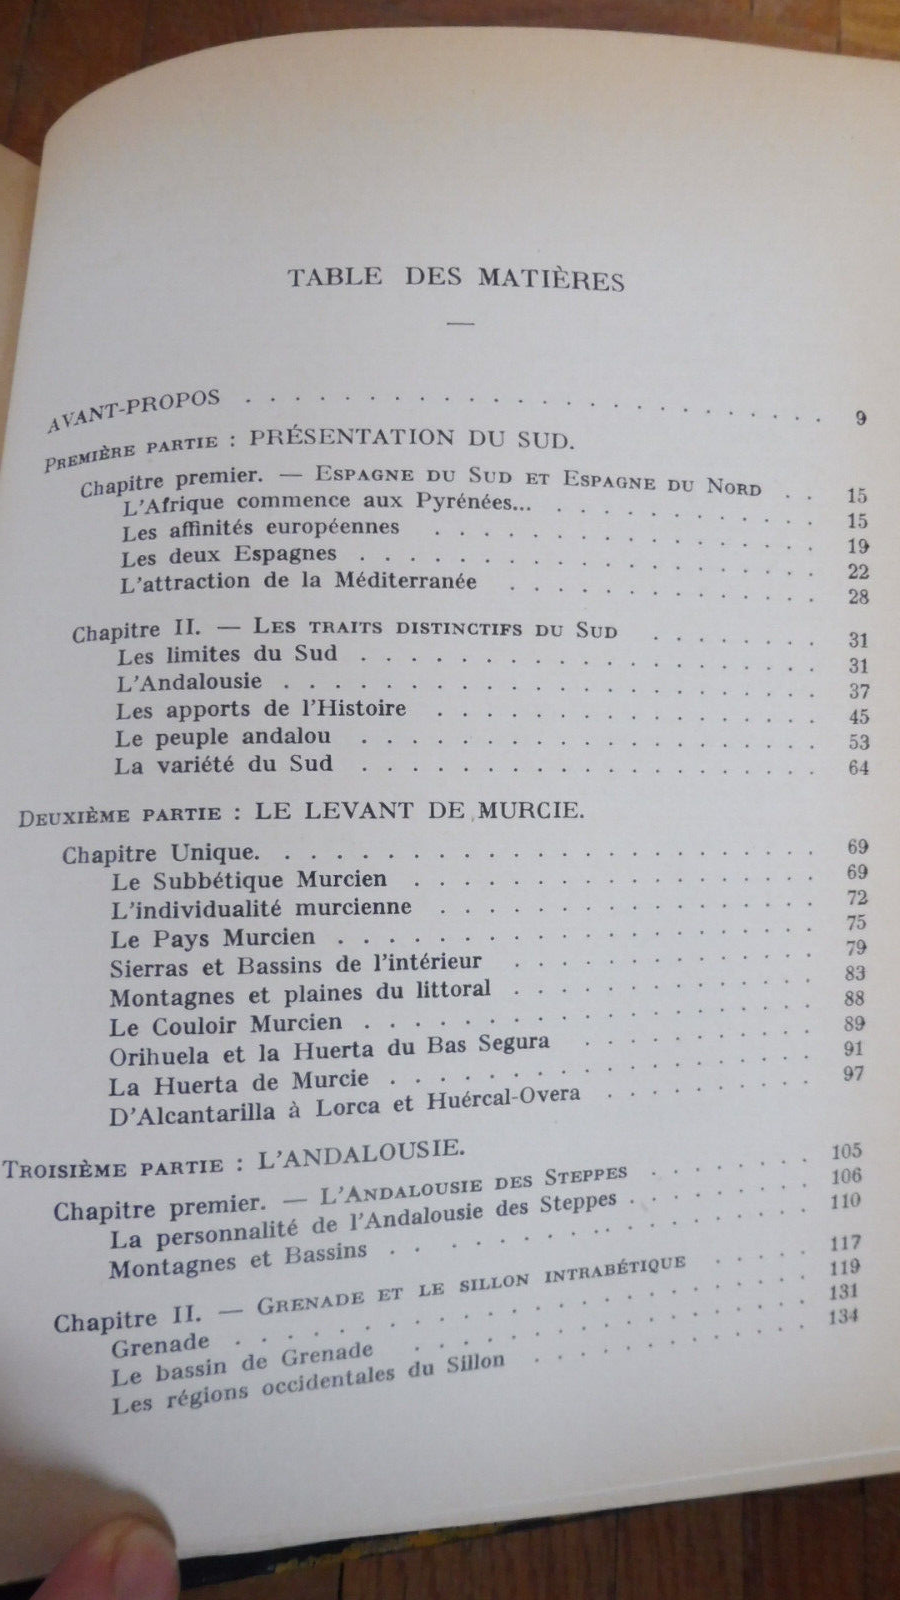 TABLE DES MATIÈRES
AVANT-PROPOS . . . . . . . . . . . . . . . . . . . . . . 9
PREMIÈRE PARTIE : PRÉSENTATION DU SUD.
Chapitre premier. — ESPAGNE DU SUD ET ESPAGNE DU NORD . . 15
L'Afrique commence aux Pyrénées... . . . . . . . . . . . 15
Les affinités européennes . . . . . . . . . . . . . . . 19
Les deux Espagnes . . . . . . . . . . . . . . . . . . 22
L'attraction de la Méditerranée . . . . . . . . . . . . 28
Chapitre II. — LES TRAITS DISTINCTIFS DU SUD . . . . . . . 31
Les limites du Sud . . . . . . . . . . . . . . . . . . 31
L'Andalousie . . . . . . . . . . . . . . . . . . . . . 37
Les apports de l'Histoire . . . . . . . . . . . . . . . 45
Le peuple andalou . . . . . . . . . . . . . . . . . . 53
La variété du Sud . . . . . . . . . . . . . . . . . . 64
DEUXIÈME PARTIE : LE LEVANT DE MURCIE.
Chapitre Unique. . . . . . . . . . . . . . . . . . . . . 69
Le Subbétique Murcien . . . . . . . . . . . . . . . . 69
L'individualité murcienne . . . . . . . . . . . . . . . 72
Le Pays Murcien . . . . . . . . . . . . . . . . . . . 75
Sierras et Bassins de l'intérieur . . . . . . . . . . . . 79
Montagnes et plaines du littoral . . . . . . . . . . . . 83
Le Couloir Murcien . . . . . . . . . . . . . . . . . . 88
Orihuela et la Huerta du Bas Segura . . . . . . . . . . 89
La Huerta de Murcie . . . . . . . . . . . . . . . . . 91
D'Alcantarilla à Lorca et Huércal-Overa . . . . . . . . . 97
TROISIÈME PARTIE : L'ANDALOUSIE.
Chapitre premier. — L'ANDALOUSIE DES STEPPES . . . . . . . 105
La personnalité de l'Andalousie des Steppes . . . . . . . . 106
Montagnes et Bassins . . . . . . . . . . . . . . . . . 110
Chapitre II. — GRENADE ET LE SILLON INTRABÉTIQUE . . . . . 117
Grenade . . . . . . . . . . . . . . . . . . . . . . . 119
Le bassin de Grenade . . . . . . . . . . . . . . . . 131
Les régions occidentales du Sillon . . . . . . . . . . . 134